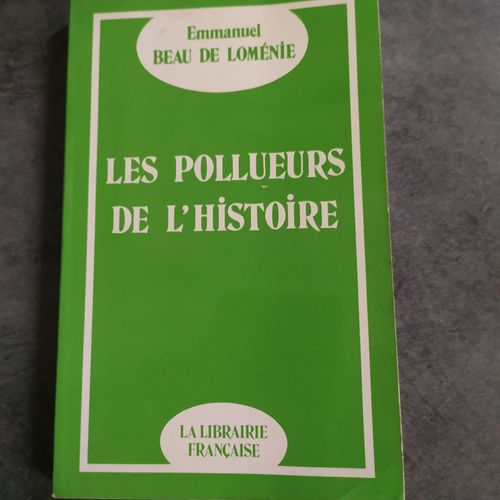 Emmanuel
BEAU DE LOMÉNIE
LES POLLUEURS
DE L'HISTOIRE
LA LIBRAIRIE
FRANÇAISE